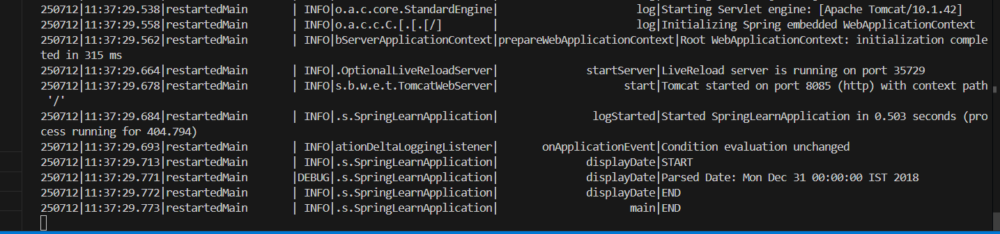 250712|11:37:29.538|restartedMain        | INFO|o.a.c.core.StandardEngine|                      log|Starting Servlet engine: [Apache Tomcat/10.1.42]
250712|11:37:29.558|restartedMain        | INFO|o.a.c.c.C.[.[.[/]        |                      log|Initializing Spring embedded WebApplicationContext
250712|11:37:29.562|restartedMain        | INFO|bServerApplicationContext|prepareWebApplicationContext|Root WebApplicationContext: initialization comple
ted in 315 ms
250712|11:37:29.664|restartedMain        | INFO|.OptionalLiveReloadServer|              startServer|LiveReload server is running on port 35729
250712|11:37:29.678|restartedMain        | INFO|s.b.w.e.t.TomcatWebServer|                    start|Tomcat started on port 8085 (http) with context path
 '/'
250712|11:37:29.684|restartedMain        | INFO|.s.SpringLearnApplication|               logStarted|Started SpringLearnApplication in 0.503 seconds (pro
cess running for 404.794)
250712|11:37:29.693|restartedMain        | INFO|ationDeltaLoggingListener|       onApplicationEvent|Condition evaluation unchanged
250712|11:37:29.713|restartedMain        | INFO|.s.SpringLearnApplication|              displayDate|START
250712|11:37:29.771|restartedMain        |DEBUG|.s.SpringLearnApplication|              displayDate|Parsed Date: Mon Dec 31 00:00:00 IST 2018
250712|11:37:29.772|restartedMain        | INFO|.s.SpringLearnApplication|              displayDate|END
250712|11:37:29.773|restartedMain        | INFO|.s.SpringLearnApplication|                     main|END